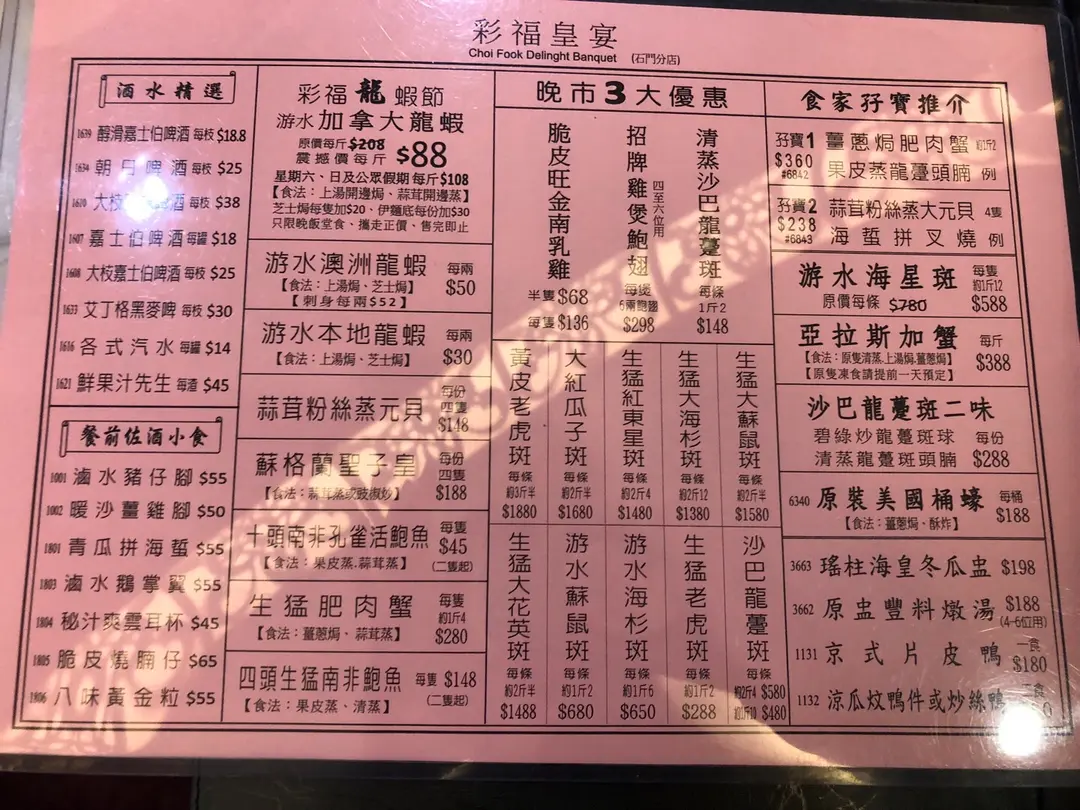 彩福皇宴
Choi Fook Delinght Banquet (石門分店)
酒水精選
1639 醇滑嘉士伯啤酒 每枝 $18.8
1634 朝日啤酒 每枝 $25
1670 大枝 啤酒 每枝 $38
1607 嘉士伯啤酒 每罐 $18
1608 大枝嘉士伯啤酒 每枝 $25
1633 艾丁格黑麥啤 每枝 $30
1616 各式汽水 每罐 $14
1621 鮮果汁先生 每渣 $45
餐前佐酒小食
1001 滷水豬仔腳 $55
1002 暖沙薑雞腳 $50
1801 青瓜拼海蜇 $55
1803 滷水鵝掌翼 $55
1804 秘汁爽雲耳杯 $45
1805 脆皮燒腩仔 $65
1806 八味黃金粒 $55
彩福龍蝦節
游水加拿大龍蝦
原價每斤$208
震撼價每斤 $88
星期六、日及公眾假期 每斤$108
【食法：上湯開邊焗、蒜茸開邊蒸】
芝士焗每隻加$20、伊麵底每份加$30
只限晚飯堂食、攜走正價、售完即止
游水澳洲龍蝦 每兩
【食法：上湯焗、芝士焗】 $50
【刺身每兩$52】
游水本地龍蝦 每兩
【食法：上湯焗、芝士焗】 $30
蒜茸粉絲蒸元貝 每份
四隻
$148
蘇格蘭聖子皇 每份
四隻
【食法：蒜茸蒸或豉椒炒】 $188
十頭南非孔雀活鮑魚 每隻
$45
【食法：果皮蒸.蒜茸蒸】 (二隻起)
生猛肥肉蟹 每隻
約1斤4
【食法：薑蔥焗、蒜茸蒸】 $280
四頭生猛南非鮑魚 每隻 $148
【食法：果皮蒸、清蒸】 (二隻起)
晚市3大優惠
脆皮旺金南乳雞
半隻$68
每隻$136
招牌雞煲鮑翅
四至六位用
每煲
6兩鮑翅
$298
清蒸沙巴龍躉斑
每條
1斤2
$148
黃皮老虎斑
每條
約3斤半
$1880
大紅瓜子斑
每條
約2斤半
$1680
生猛紅東星斑
每條
約2斤4
$1480
生猛大海杉斑
每條
約2斤12
$1380
生猛大蘇鼠斑
每條
約2斤半
$1580
生猛大花英斑
每條
約2斤半
$1488
游水蘇鼠斑
每條
約1斤2
$680
游水海杉斑
每條
約1斤6
$650
生猛老虎斑
每條
約1斤2
$288
沙巴龍躉斑
每條
約2斤4 $580
約1斤10 $480
食家孖寶推介
孖寶1 薑蔥焗肥肉蟹 約1斤2
$360
#6842 果皮蒸龍躉頭腩 例
孖寶2 蒜茸粉絲蒸大元貝 4隻
$238
#6843 海蜇拼叉燒 例
游水海星斑 每隻
約1斤12
原價每條 $780 $588
亞拉斯加蟹 每斤
【食法：原隻清蒸.上湯焗.薑蔥焗】 $388
【原隻凍食請提前一天預定】
沙巴龍躉斑二味
碧綠炒龍躉斑球 每份
清蒸龍躉斑頭腩 $288
6340 原裝美國桶蠔 每桶
【食法：薑蔥焗、酥炸】 $188
3663 瑤柱海皇冬瓜盅 $198
3662 原盅豐料燉湯 $188
(4-6位用)
1131 京式片皮鴨 一食
$180
1132 涼瓜炆鴨件或炒絲鴨